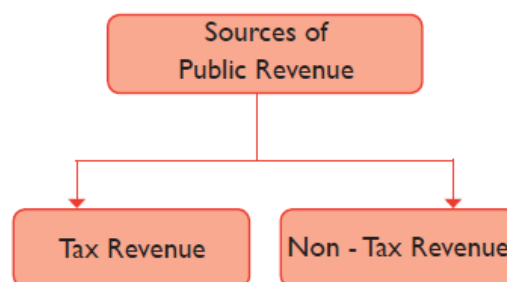 Sources of
Public Revenue
Tax Revenue
Non - Tax Revenue